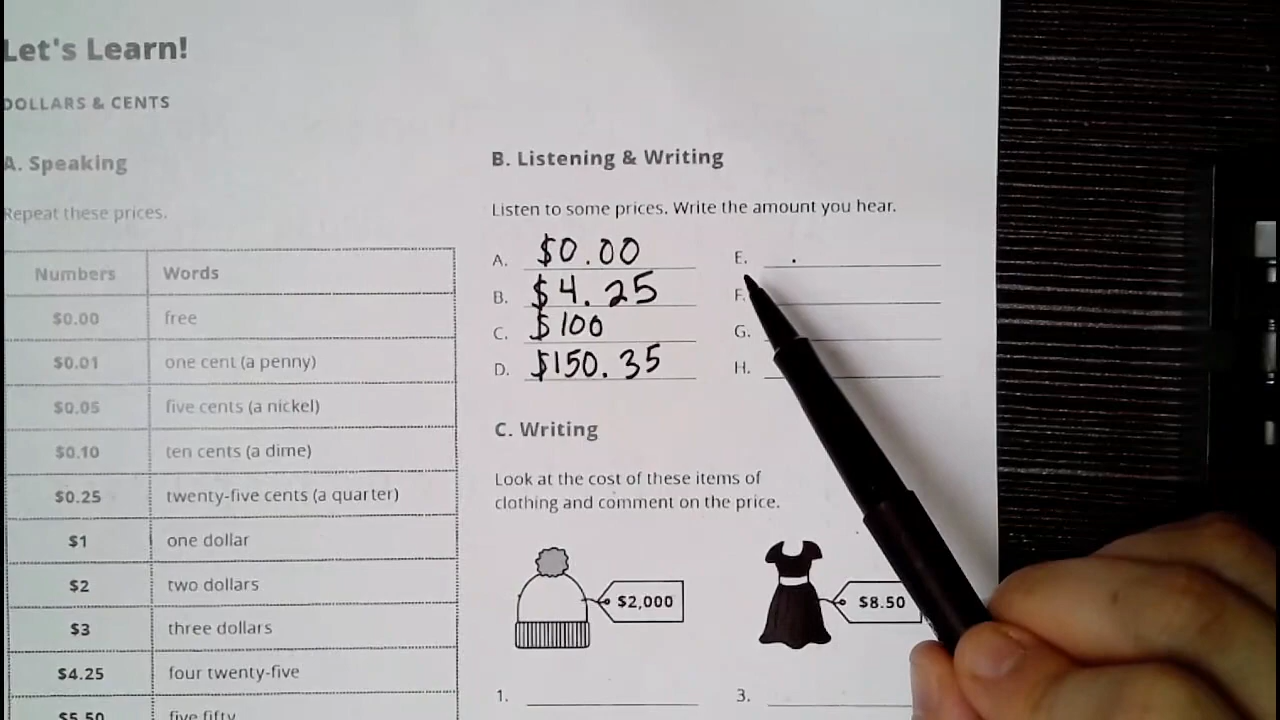 Let's Learn!
DOLLARS & CENTS
A. Speaking
Repeat these prices.
Numbers Words
$0.00 free
$0.01 one cent (a penny)
$0.05 five cents (a nickel)
$0.10 ten cents (a dime)
$0.25 twenty-five cents (a quarter)
$1 one dollar
$2 two dollars
$3 three dollars
$4.25 four twenty-five
$5.50 five fifty
B. Listening & Writing
Listen to some prices. Write the amount you hear.
A. $0.00
B. $4.25
C. $100
D. $150.35
E. .
F.
G.
H.
C. Writing
Look at the cost of these items of
clothing and comment on the price.
$2,000
$8.50
1.
3.